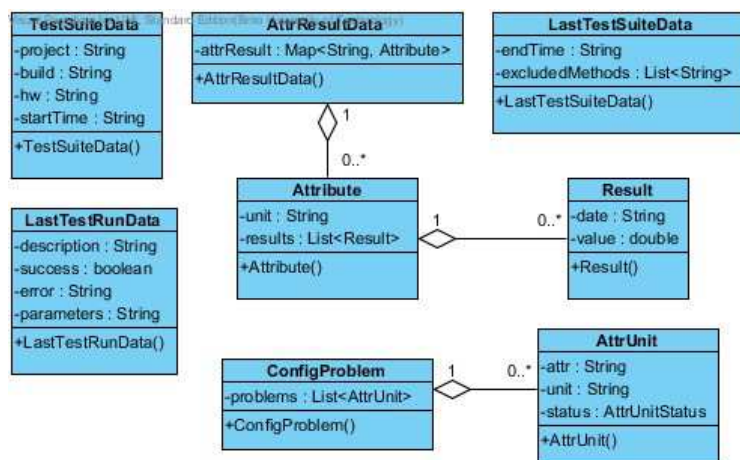 TestSuiteData
-project : String
-build : String
-hw : String
-startTime : String
+TestSuiteData()
AttrResultData
-attrResult : Map<String, Attribute>
+AttrResultData()
LastTestSuiteData
-endTime : String
-excludedMethods : List<String>
+LastTestSuiteData()
1
0..*
Attribute
-unit : String
-results : List<Result>
+Attribute()
1
0..*
Result
-date : String
-value : double
+Result()
LastTestRunData
-description : String
-success : boolean
-error : String
-parameters : String
+LastTestRunData()
ConfigProblem
-problems : List<AttrUnit>
+ConfigProblem()
1
0..*
AttrUnit
-attr : String
-unit : String
-status : AttrUnitStatus
+AttrUnit()